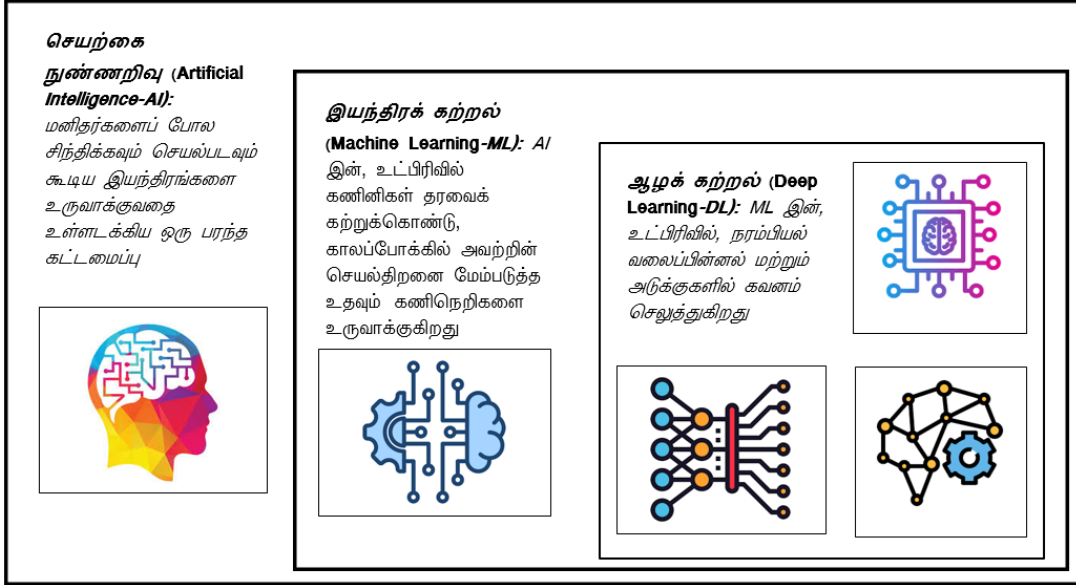 செயற்கை
நுண்ணறிவு (Artificial
Intelligence-AI):
மனிதர்களைப் போல
சிந்திக்கவும் செயல்படவும்
கூடிய இயந்திரங்களை
உருவாக்குவதை
உள்ளடக்கிய ஒரு பரந்த
கட்டமைப்பு
இயந்திரக் கற்றல்
(Machine Learning-ML): AI
இன், உட்பிரிவில்
கணினிகள் தரவைக்
கற்றுக்கொண்டு,
காலப்போக்கில் அவற்றின்
செயல்திறனை மேம்படுத்த
உதவும் கணிநெறிகளை
உருவாக்குகிறது
ஆழக் கற்றல் (Deep
Learning-DL): ML இன்,
உட்பிரிவில், நரம்பியல்
வலைப்பின்னல் மற்றும்
அடுக்குகளில் கவனம்
செலுத்துகிறது